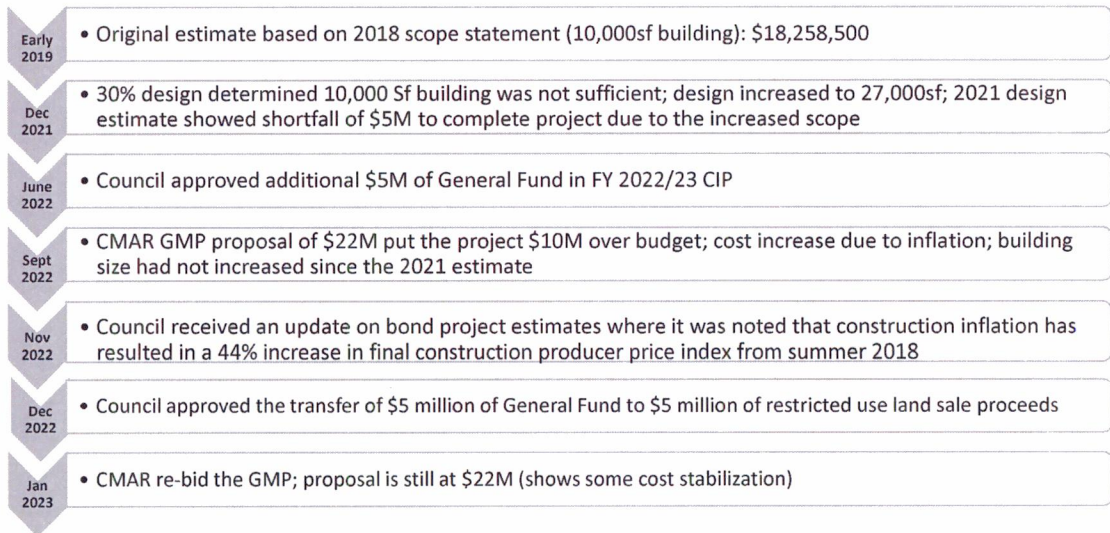 Early
2019
• Original estimate based on 2018 scope statement (10,000sf building): $18,258,500
Dec
2021
• 30% design determined 10,000 Sf building was not sufficient; design increased to 27,000sf; 2021 design
estimate showed shortfall of $5M to complete project due to the increased scope
June
2022
• Council approved additional $5M of General Fund in FY 2022/23 CIP
Sept
2022
• CMAR GMP proposal of $22M put the project $10M over budget; cost increase due to inflation; building
size had not increased since the 2021 estimate
Nov
2022
• Council received an update on bond project estimates where it was noted that construction inflation has
resulted in a 44% increase in final construction producer price index from summer 2018
Dec
2022
• Council approved the transfer of $5 million of General Fund to $5 million of restricted use land sale proceeds
Jan
2023
• CMAR re-bid the GMP; proposal is still at $22M (shows some cost stabilization)